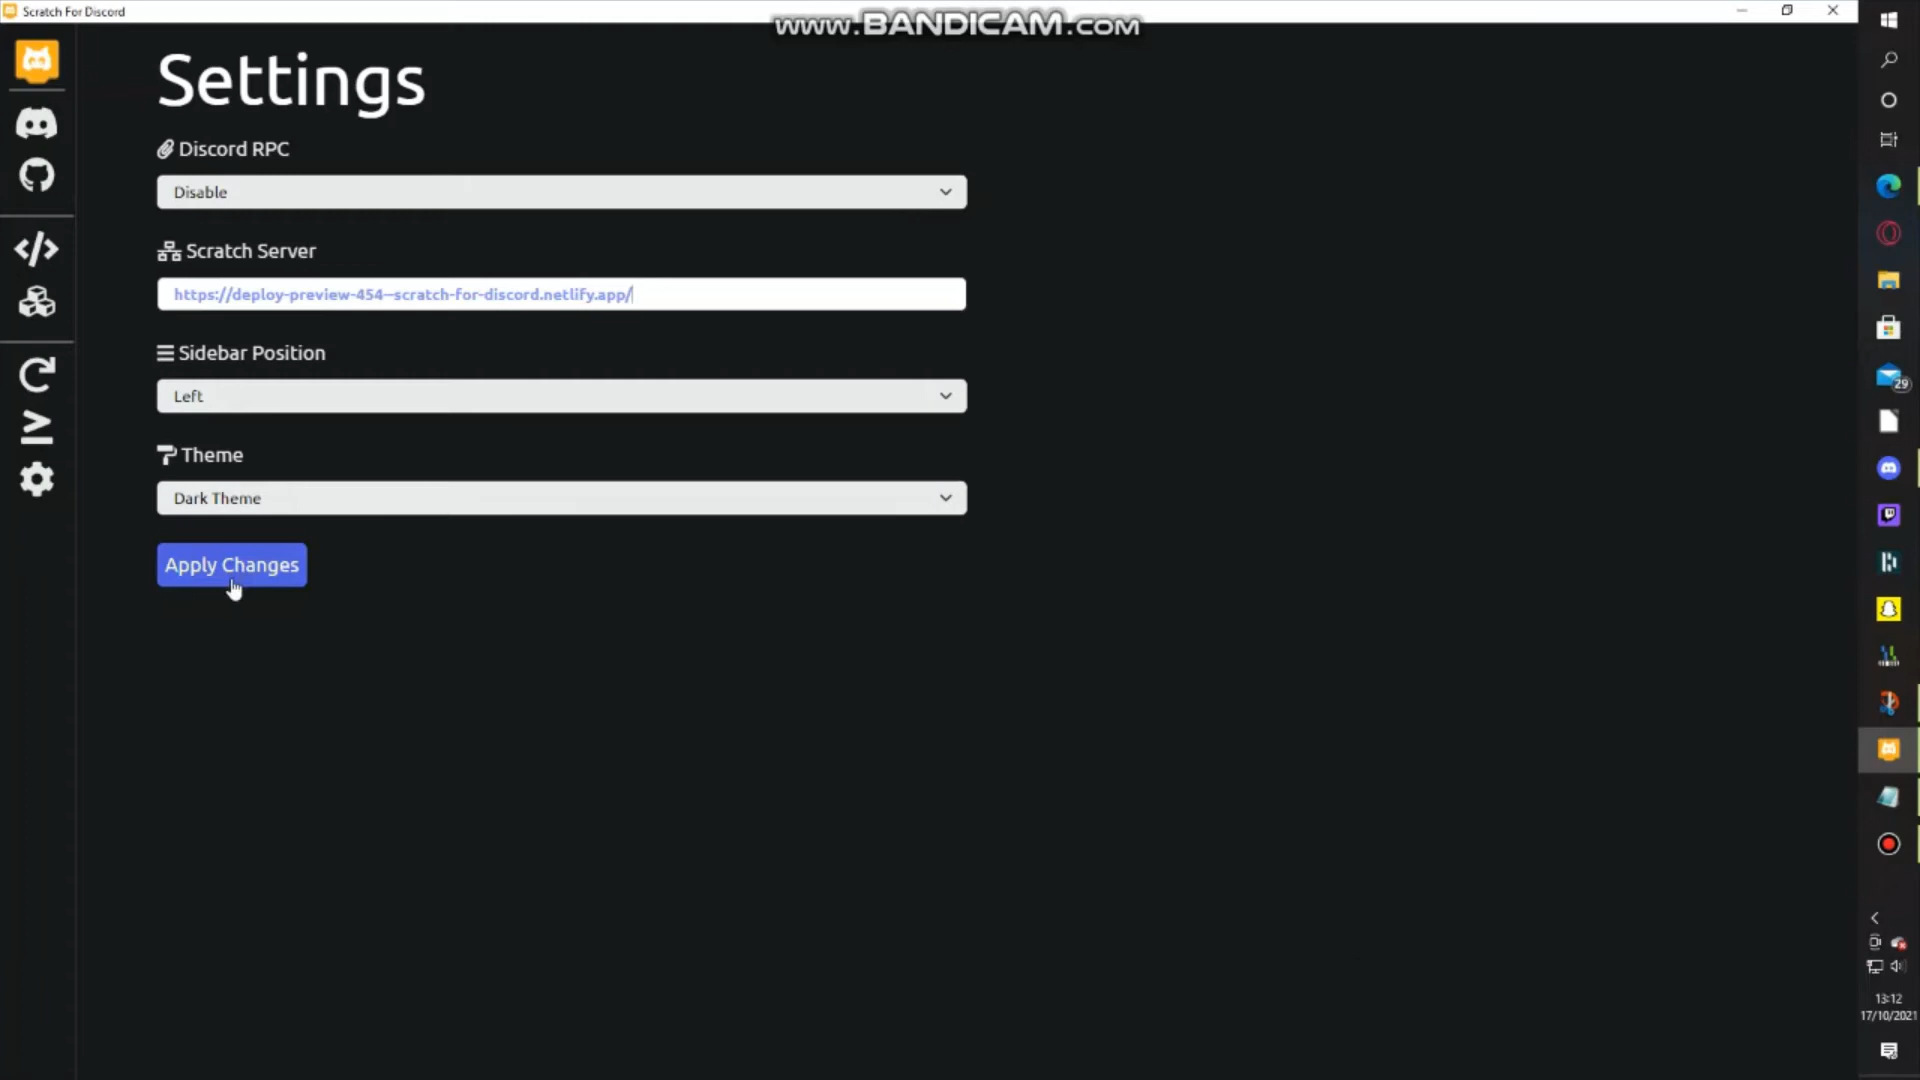 Scratch For Discord
www.BANDICAM.com
Settings
Discord RPC
Disable
Scratch Server
https://deploy-preview-454--scratch-for-discord.netlify.app/
Sidebar Position
Left
Theme
Dark Theme
Apply Changes
29
13:12
17/10/2021